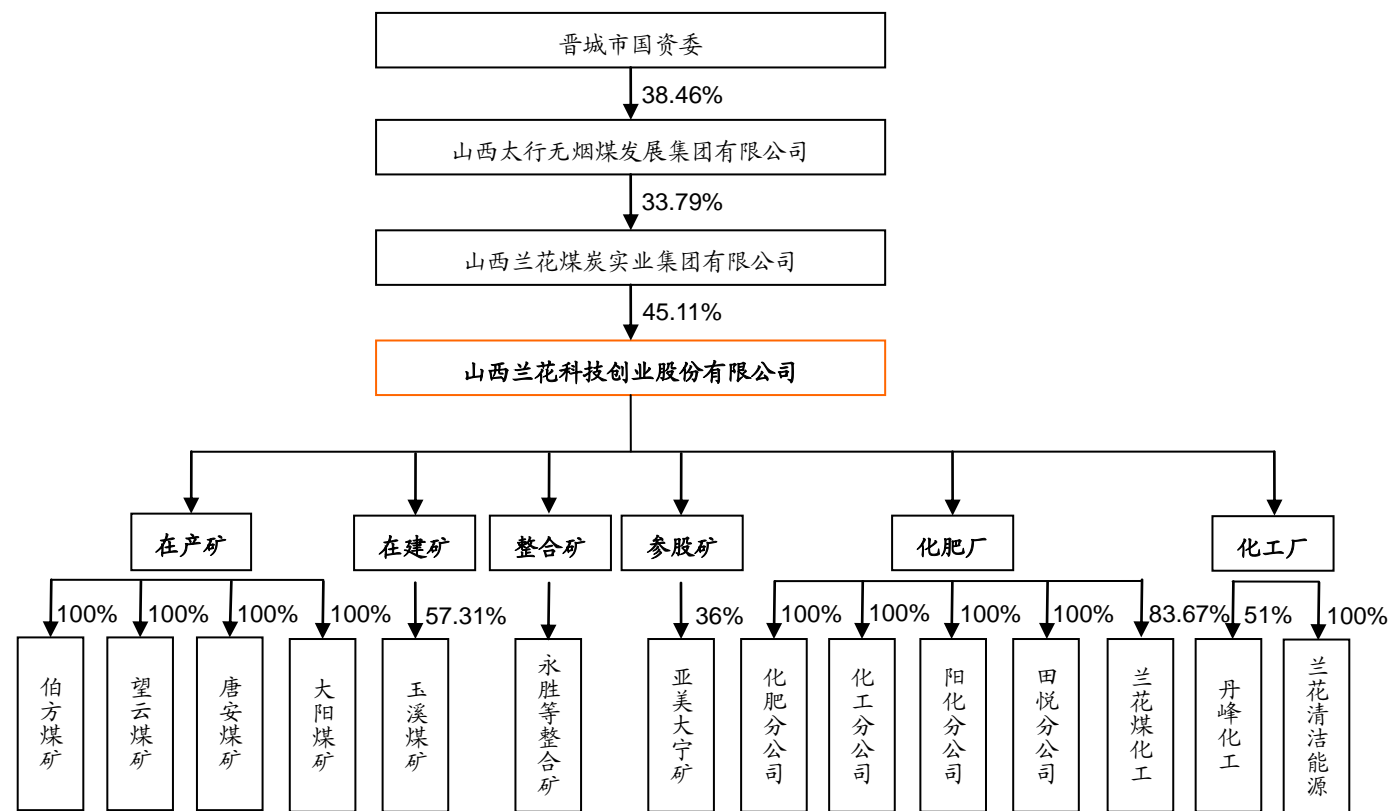 晋城市国资委
38.46%
山西太行无烟煤发展集团有限公司
33.79%
山西兰花煤炭实业集团有限公司
45.11%
山西兰花科技创业股份有限公司
在产矿
在建矿
整合矿
参股矿
化肥厂
化工厂
100%
100%
100%
100%
57.31%
36%
100%
100%
100%
100%
83.67%
51%
100%
伯方煤矿
望云煤矿
唐安煤矿
大阳煤矿
玉溪煤矿
永胜等整合矿
亚美大宁矿
化肥分公司
化工分公司
阳化分公司
田悦分公司
兰花煤化工
丹峰化工
兰花清洁能源